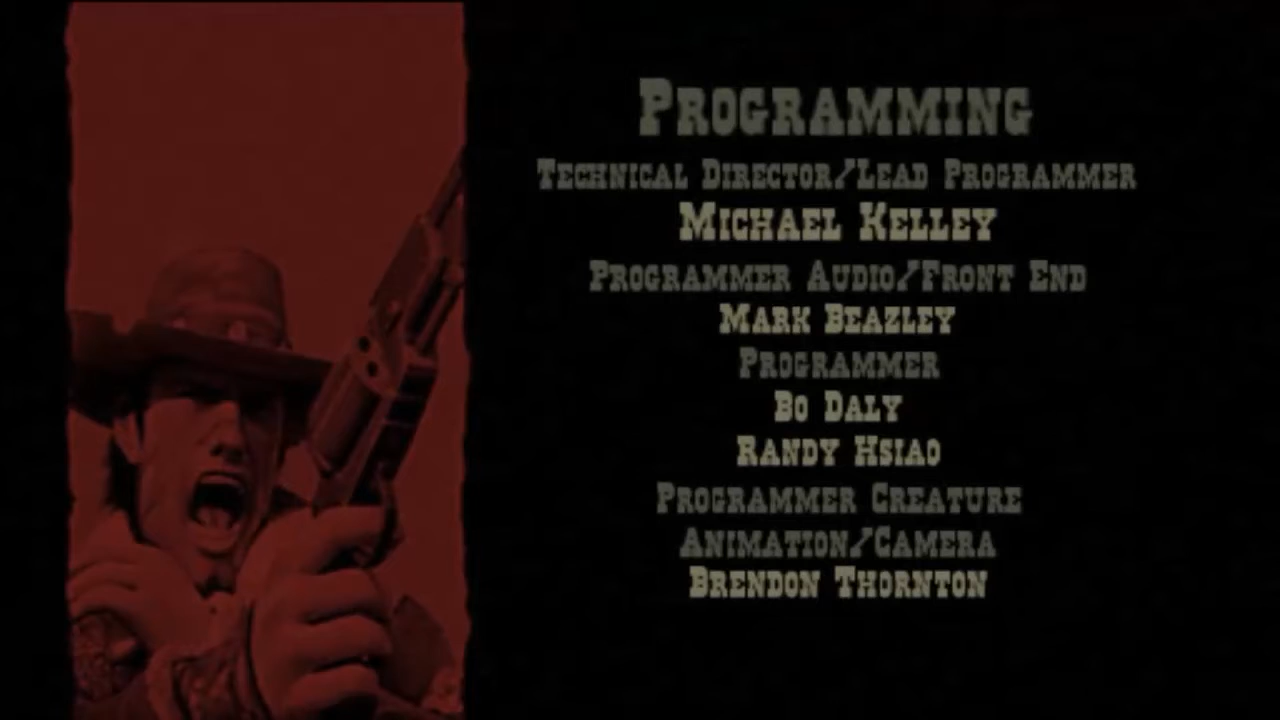 Programming
Technical Director/Lead Programmer
Michael Kelley
Programmer Audio/Front End
Mark Beazley
Programmer
Bo Daly
Randy Hsiao
Programmer Creature
Animation/Camera
Brendon Thornton